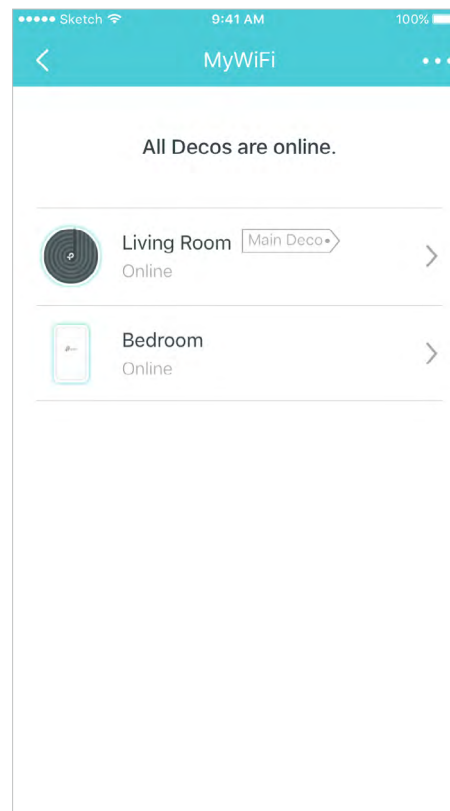 Sketch 9:41 AM 100%
MyWiFi
All Decos are online.
Living Room Main Deco
Online
Bedroom
Online